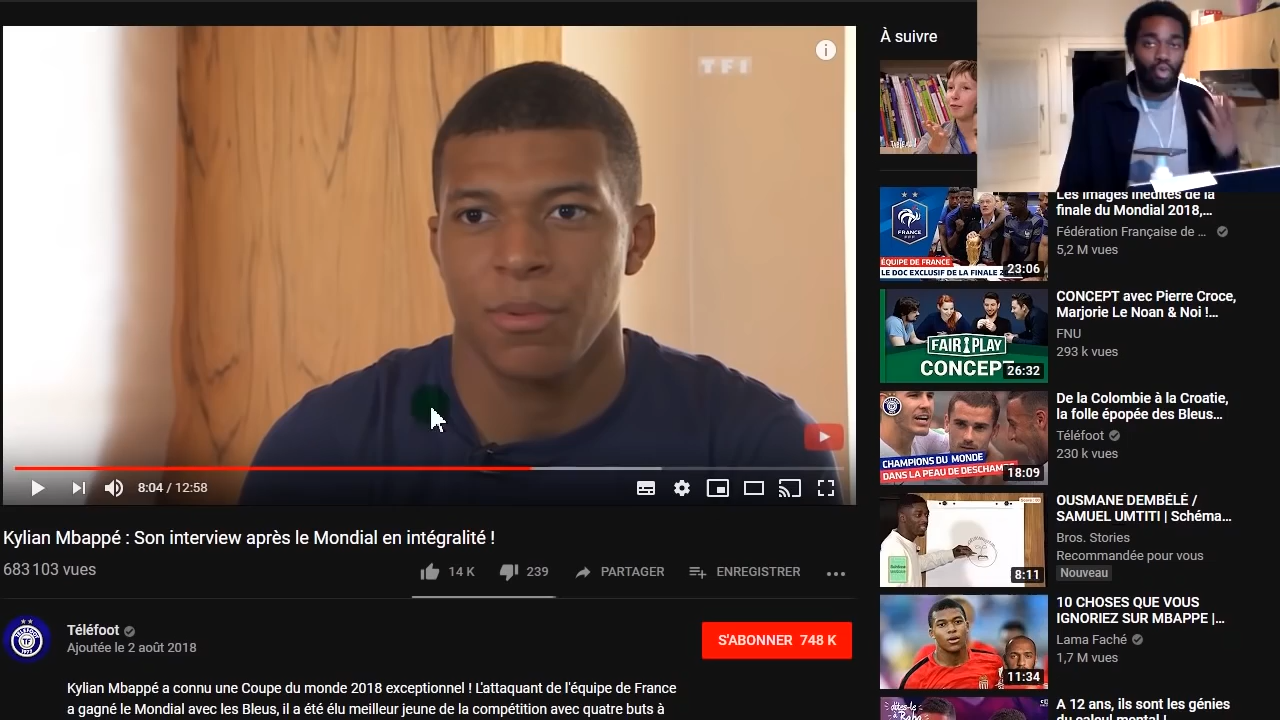 TF1
8:04 / 12:58
Kylian Mbappé : Son interview après le Mondial en intégralité !
683 103 vues
14 K
239
PARTAGER
ENREGISTRER
Téléfoot
Ajoutée le 2 août 2018
S'ABONNER 748 K
Kylian Mbappé a connu une Coupe du monde 2018 exceptionnel ! L'attaquant de l'équipe de France
a gagné le Mondial avec les Bleus, il a été élu meilleur jeune de la compétition avec quatre buts à
À suivre
FRANCE
ÉQUIPE DE FRANCE
LE DOC EXCLUSIF DE LA FINALE 2
23:06
Les images inédites de la
finale du Mondial 2018,...
Fédération Française de ...
5,2 M vues
FAIR PLAY
CONCEPT
26:32
CONCEPT avec Pierre Croce,
Marjorie Le Noan & Noi !...
FNU
293 k vues
CHAMPIONS DU MONDE
DANS LA PEAU DE DESCHAM
18:09
De la Colombie à la Croatie,
la folle épopée des Bleus...
Téléfoot
230 k vues
8:11
OUSMANE DEMBÉLÉ /
SAMUEL UMTITI | Schéma...
Bros. Stories
Recommandée pour vous
Nouveau
11:34
10 CHOSES QUE VOUS
IGNORIEZ SUR MBAPPE |...
Lama Faché
1,7 M vues
A 12 ans, ils sont les génies
du calcul mental !